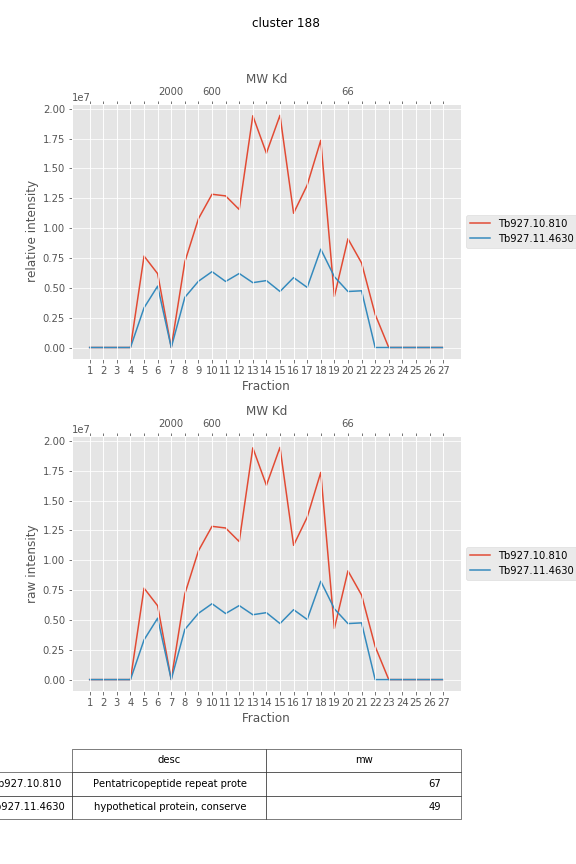 cluster 188
MW Kd
2000 600 66
1e7
2.00
1.75
1.50
1.25
1.00
0.75
0.50
0.25
0.00
relative intensity
Tb927.10.810
Tb927.11.4630
1 2 3 4 5 6 7 8 9 10 11 12 13 14 15 16 17 18 19 20 21 22 23 24 25 26 27
Fraction
MW Kd
2000 600 66
1e7
2.00
1.75
1.50
1.25
1.00
0.75
0.50
0.25
0.00
raw intensity
Tb927.10.810
Tb927.11.4630
1 2 3 4 5 6 7 8 9 10 11 12 13 14 15 16 17 18 19 20 21 22 23 24 25 26 27
Fraction
desc mw
b927.10.810 Pentatricopeptide repeat prote 67
927.11.4630 hypothetical protein, conserve 49